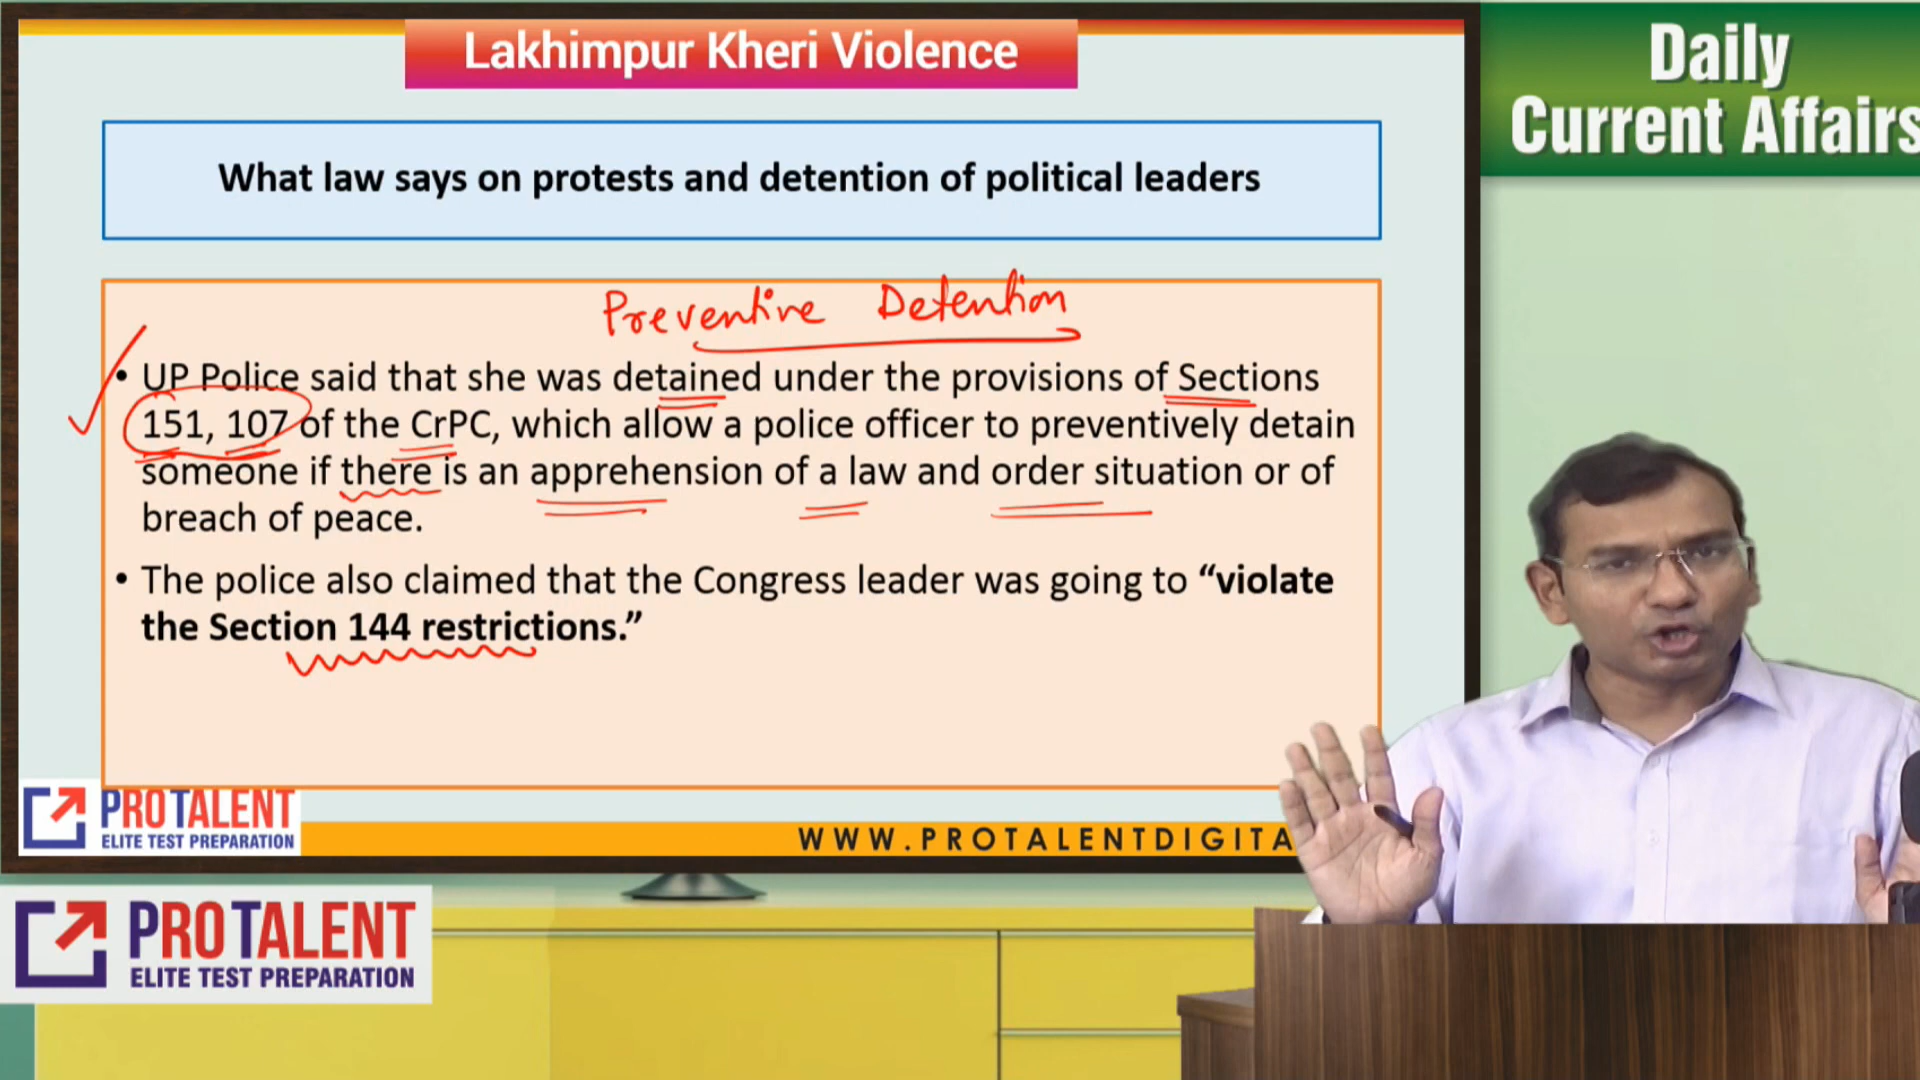 Lakhimpur Kheri Violence
Daily
Current Affairs
What law says on protests and detention of political leaders
Preventive Detention
• UP Police said that she was detained under the provisions of Sections
151, 107 of the CrPC, which allow a police officer to preventively detain
someone if there is an apprehension of a law and order situation or of
breach of peace.
• The police also claimed that the Congress leader was going to “violate
the Section 144 restrictions.”
PROTALENT
ELITE TEST PREPARATION
WWW.PROTALENTDIGITA
PROTALENT
ELITE TEST PREPARATION